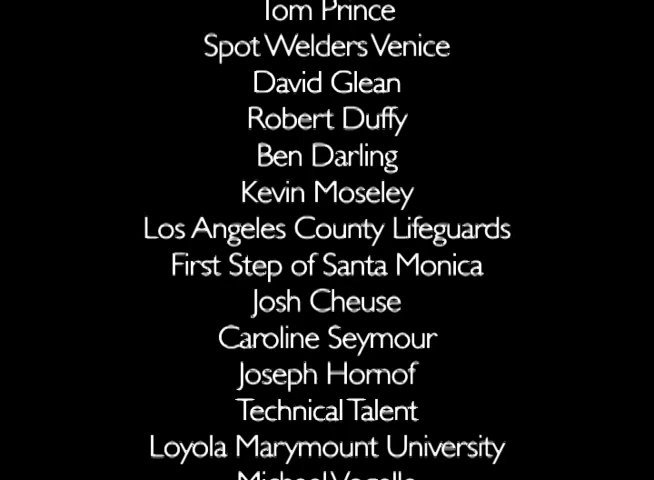 Tom Prince
Spot Welders Venice
David Glean
Robert Duffy
Ben Darling
Kevin Moseley
Los Angeles County Lifeguards
First Step of Santa Monica
Josh Cheuse
Caroline Seymour
Joseph Hornof
Technical Talent
Loyola Marymount University
Michael